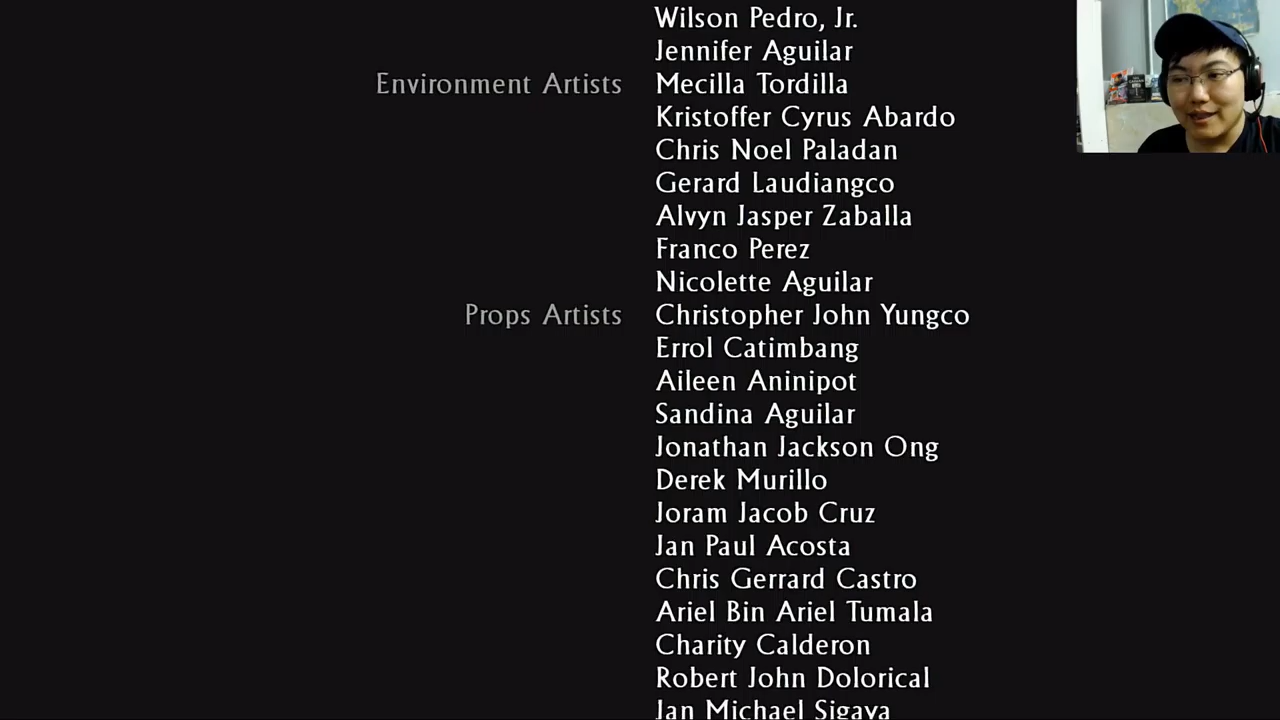 Wilson Pedro, Jr.
Jennifer Aguilar
Environment Artists Mecilla Tordilla
Kristoffer Cyrus Abardo
Chris Noel Paladan
Gerard Laudiangco
Alvyn Jasper Zaballa
Franco Perez
Nicolette Aguilar
Props Artists Christopher John Yungco
Errol Catimbang
Aileen Aninipot
Sandina Aguilar
Jonathan Jackson Ong
Derek Murillo
Joram Jacob Cruz
Jan Paul Acosta
Chris Gerrard Castro
Ariel Bin Ariel Tumala
Charity Calderon
Robert John Dolorical
Jan Michael Sigaya